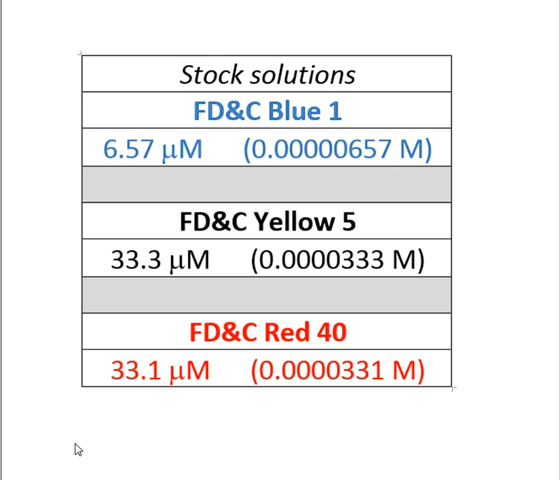 Stock solutions
FD&C Blue 1
6.57 µM (0.00000657 M)
FD&C Yellow 5
33.3 µM (0.0000333 M)
FD&C Red 40
33.1 µM (0.0000331 M)